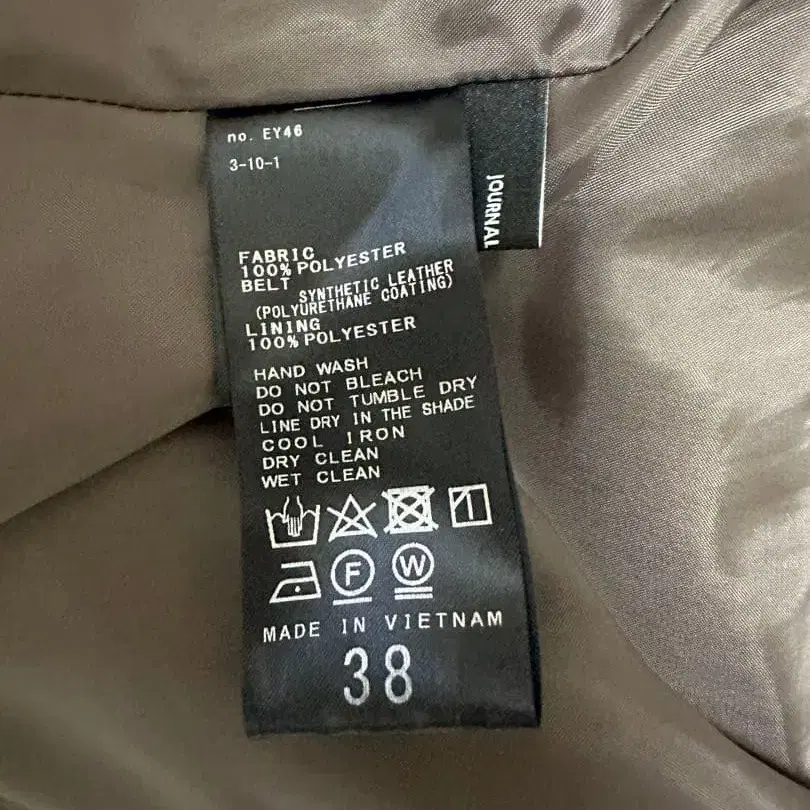 no. EY46
3-10-1
JOURNAL
FABRIC
100% POLYESTER
BELT
SYNTHETIC LEATHER
(POLYURETHANE COATING)
LINING
100% POLYESTER
HAND WASH
DO NOT BLEACH
DO NOT TUMBLE DRY
LINE DRY IN THE SHADE
COOL IRON
DRY CLEAN
WET CLEAN
F W
MADE IN VIETNAM
38